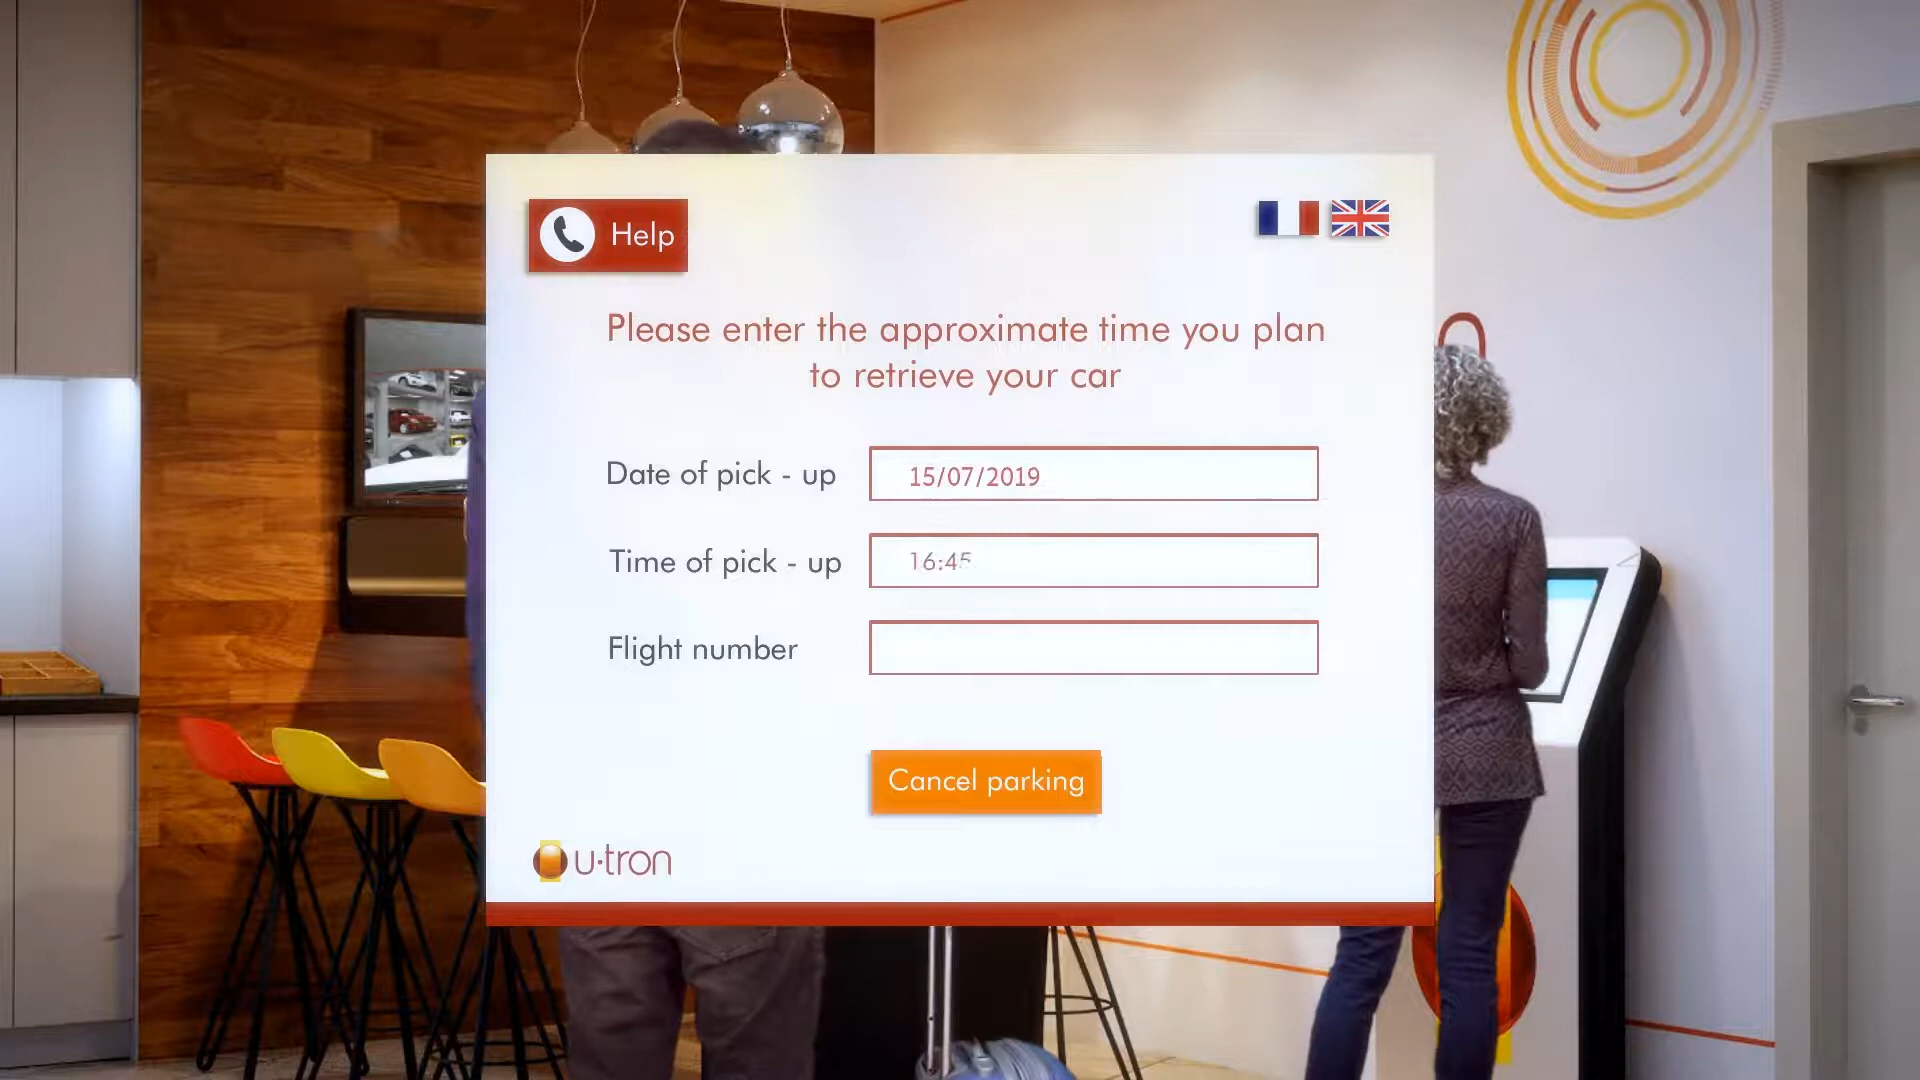 Help
Please enter the approximate time you plan
to retrieve your car
Date of pick - up
15/07/2019
Time of pick - up
16:45
Flight number
Cancel parking
u·tron